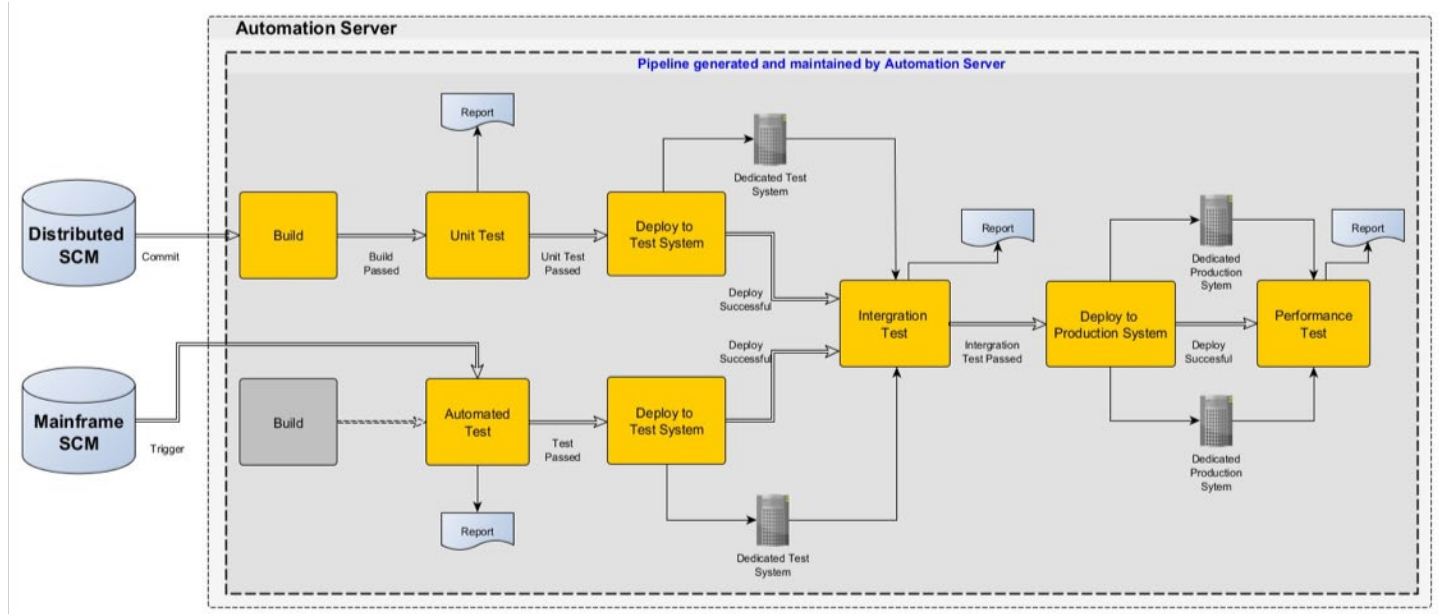 Automation Server
Pipeline generated and maintained by Automation Server
Report
Dedicated Test
System
Distributed
SCM
Commit
Build
Build
Passed
Unit Test
Unit Test
Passed
Deploy to
Test System
Deploy
Successful
Report
Dedicated
Production
Sytem
Report
Intergration
Test
Intergration
Test Passed
Deploy to
Production System
Deploy
Succesful
Performance
Test
Mainframe
SCM
Trigger
Build
Automated
Test
Test
Passed
Deploy to
Test System
Deploy
Successful
Report
Dedicated Test
System
Dedicated
Production
Sytem